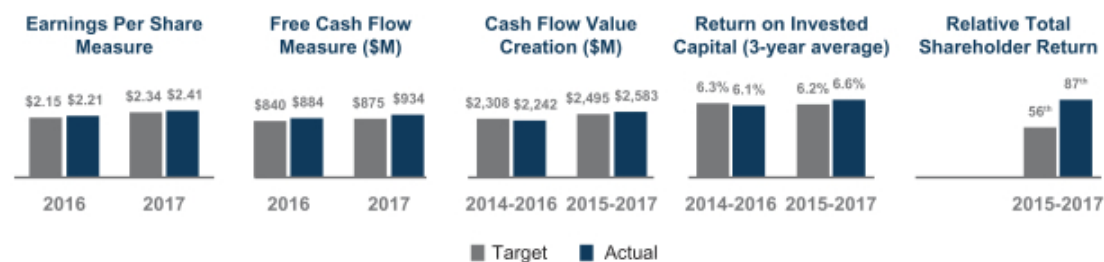 Earnings Per Share
Measure
Free Cash Flow
Measure ($M)
Cash Flow Value
Creation ($M)
Return on Invested
Capital (3-year average)
Relative Total
Shareholder Return
$2.15 $2.21 $2.34 $2.41
$840 $884 $875 $934
$2,308 $2,242 $2,495 $2,583
6.3% 6.1% 6.2% 6.6%
56th 87th
2016 2017
2016 2017
2014-2016 2015-2017
2014-2016 2015-2017
2015-2017
Target Actual